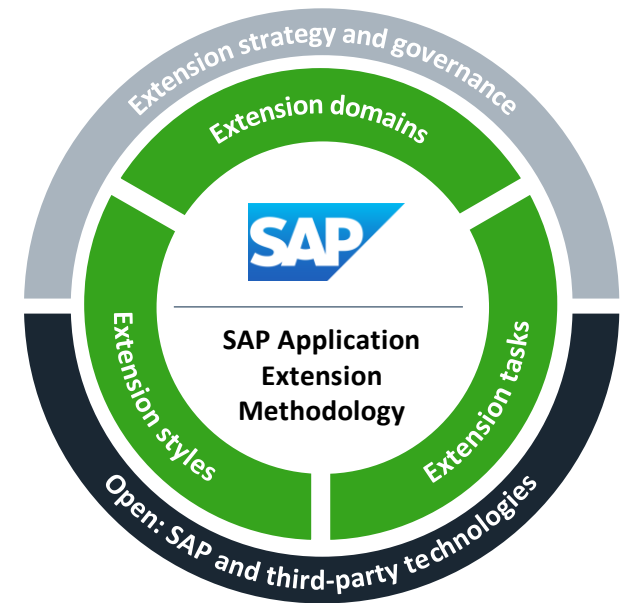 Extension strategy and governance
Extension domains
SAP
SAP Application
Extension
Methodology
Extension styles
Extension tasks
Open: SAP and third-party technologies